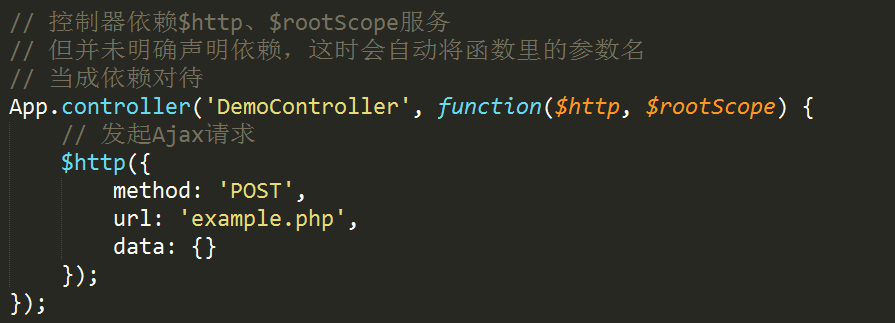 // 控制器依赖$http、$rootScope服务
// 但并未明确声明依赖，这时会自动将函数里的参数名
// 当成依赖对待
App.controller('DemoController', function($http, $rootScope) {
    // 发起Ajax请求
    $http({
        method: 'POST',
        url: 'example.php',
        data: {}
    });
});